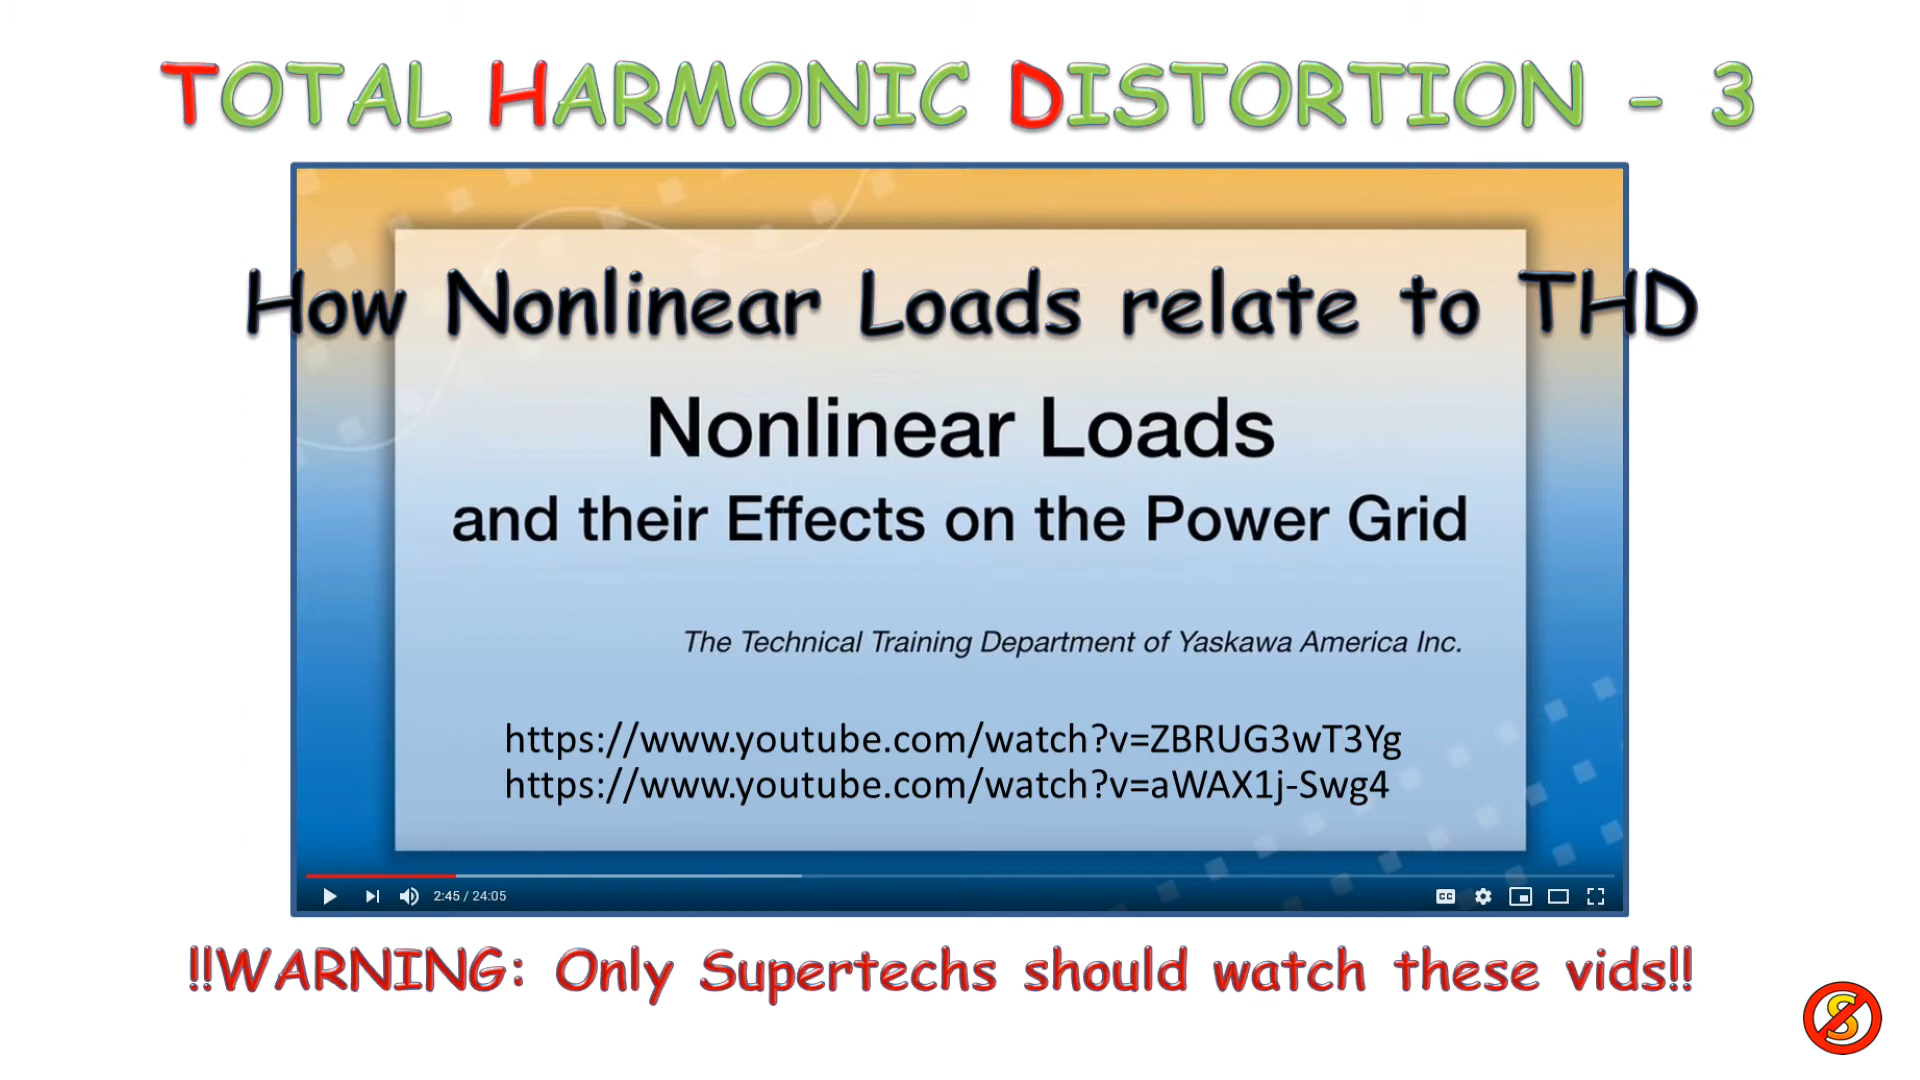 TOTAL HARMONIC DISTORTION - 3
How Nonlinear Loads relate to THD
Nonlinear Loads
and their Effects on the Power Grid
The Technical Training Department of Yaskawa America Inc.
https://www.youtube.com/watch?v=ZBRUG3wT3Yg
https://www.youtube.com/watch?v=aWAX1j-Swg4
2:45 / 24:05
CC
!!WARNING: Only Supertechs should watch these vids!!
S